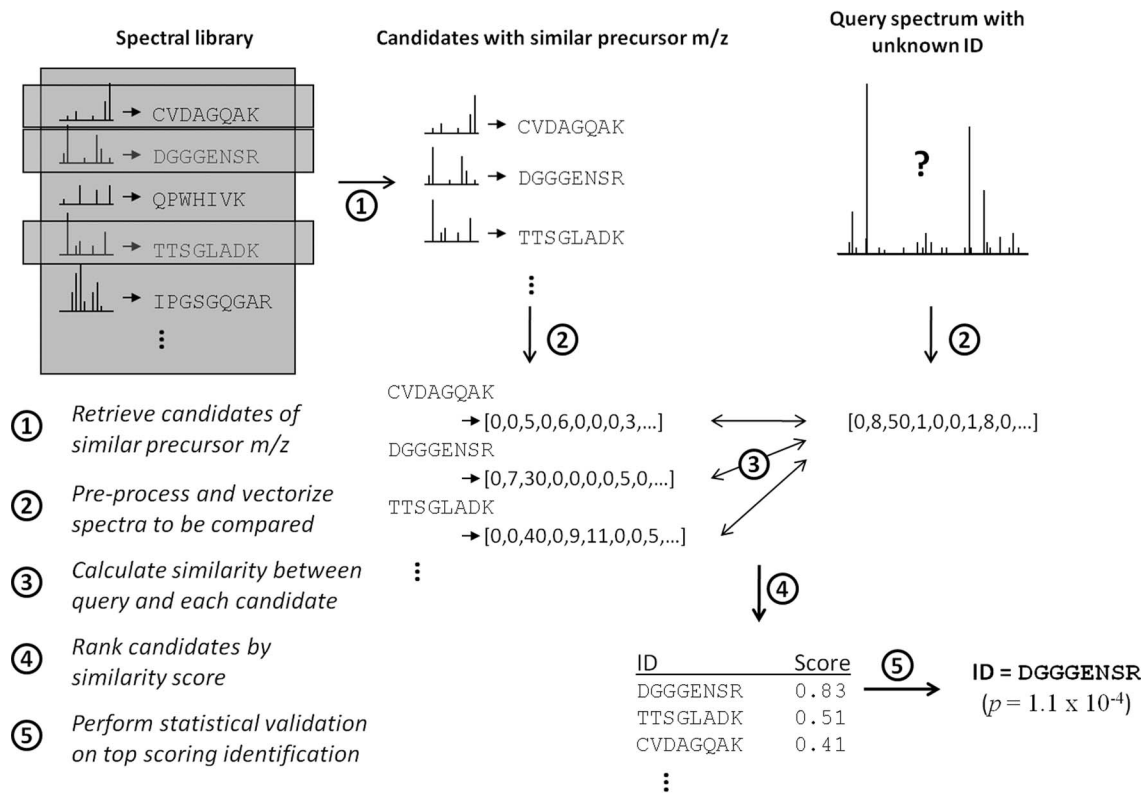 Spectral library
CVDAGQAK
DGGGENSR
QPWHIVK
TTSGLADK
IPGSGQGAR
1
Candidates with similar precursor m/z
CVDAGQAK
DGGGENSR
TTSGLADK
2
Query spectrum with
unknown ID
?
2
CVDAGQAK
[0,0,5,0,6,0,0,0,3,...]
DGGGENSR
[0,7,30,0,0,0,0,5,0,...]
TTSGLADK
[0,0,40,0,9,11,0,0,5,...]
3
[0,8,50,1,0,0,1,8,0,...]
4
1 Retrieve candidates of
similar precursor m/z
2 Pre-process and vectorize
spectra to be compared
3 Calculate similarity between
query and each candidate
4 Rank candidates by
similarity score
5 Perform statistical validation
on top scoring identification
ID Score
DGGGENSR 0.83
TTSGLADK 0.51
CVDAGQAK 0.41
5
ID = DGGGENSR
(p = 1.1 x 10⁻⁴)